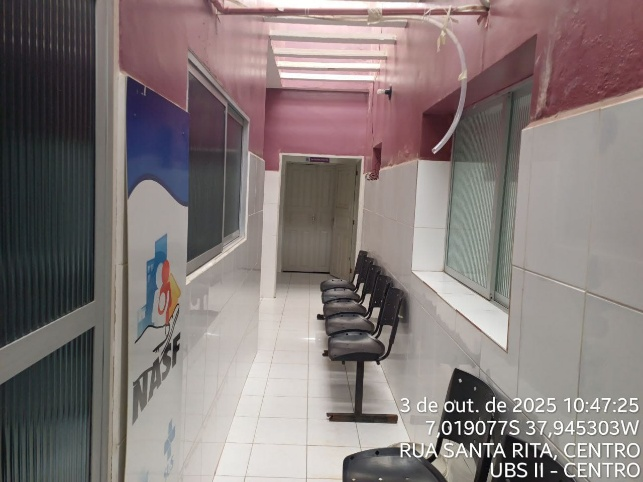 NASF
3 de out. de 2025 10:47:25
7,019077S 37,945303W
RUA SANTA RITA, CENTRO
UBS II - CENTRO